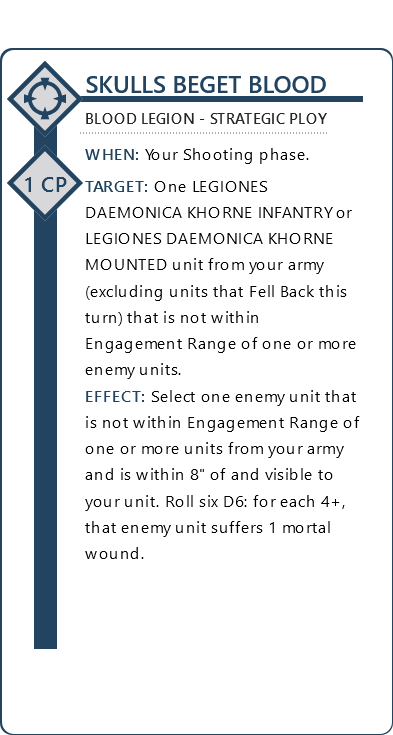 SKULLS BEGET BLOOD
BLOOD LEGION - STRATEGIC PLOY
WHEN: Your Shooting phase.
1 CP
TARGET: One LEGIONES
DAEMONICA KHORNE INFANTRY or
LEGIONES DAEMONICA KHORNE
MOUNTED unit from your army
(excluding units that Fell Back this
turn) that is not within
Engagement Range of one or more
enemy units.
EFFECT: Select one enemy unit that
is not within Engagement Range of
one or more units from your army
and is within 8" of and visible to
your unit. Roll six D6: for each 4+,
that enemy unit suffers 1 mortal
wound.